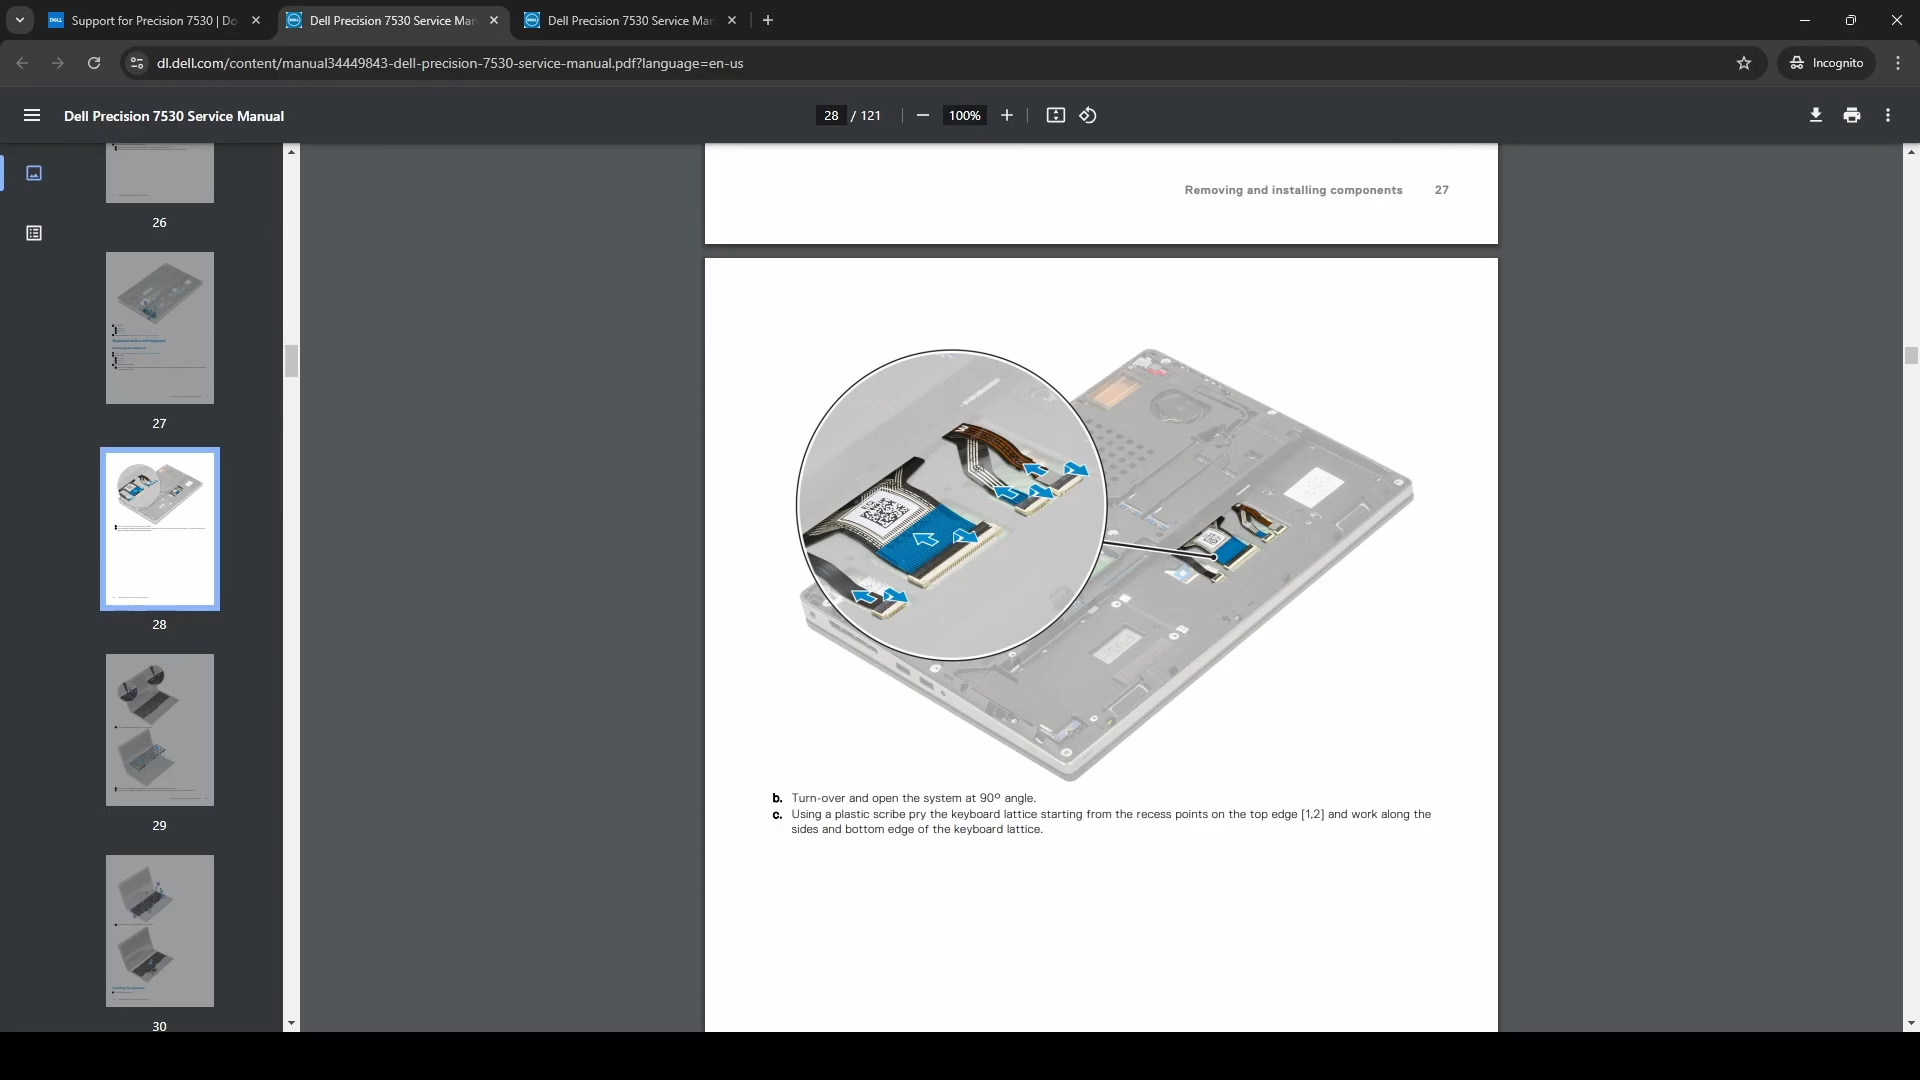 Support for Precision 7530 | Do
Dell Precision 7530 Service Man
Dell Precision 7530 Service Man
dl.dell.com/content/manual34449843-dell-precision-7530-service-manual.pdf?language=en-us
Incognito
Dell Precision 7530 Service Manual
28 / 121
100%
26
27
28
29
30
Removing and installing components 27
b. Turn-over and open the system at 90º angle.
c. Using a plastic scribe pry the keyboard lattice starting from the recess points on the top edge [1,2] and work along the
sides and bottom edge of the keyboard lattice.